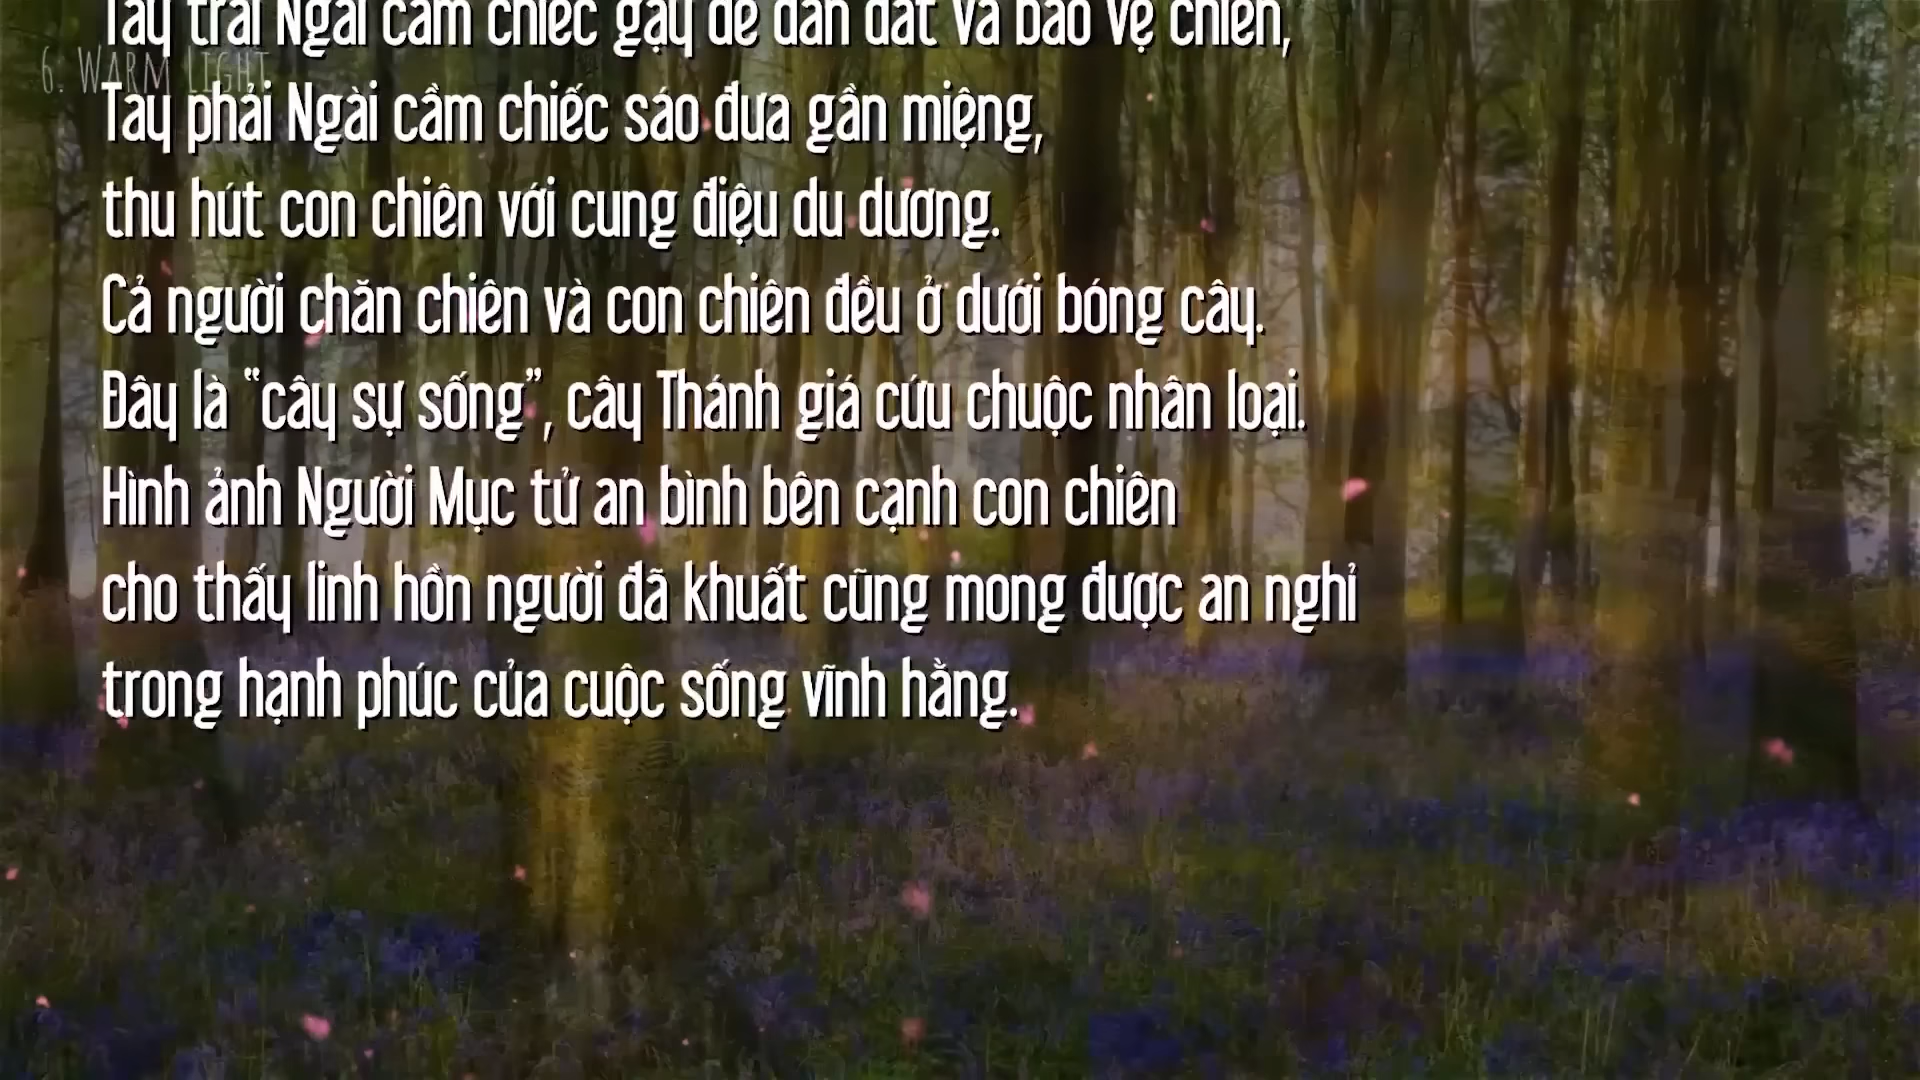 Tay trái Ngài cầm chiếc gậy để dẫn dắt và bảo vệ chiên,
6. Warm Light
Tay phải Ngài cầm chiếc sáo đưa gần miệng,
thu hút con chiên với cung điệu du dương.
Cả người chăn chiên và con chiên đều ở dưới bóng cây.
Đây là “cây sự sống”, cây Thánh giá cứu chuộc nhân loại.
Hình ảnh Người Mục tử an bình bên cạnh con chiên
cho thấy linh hồn người đã khuất cũng mong được an nghỉ
trong hạnh phúc của cuộc sống vĩnh hằng.